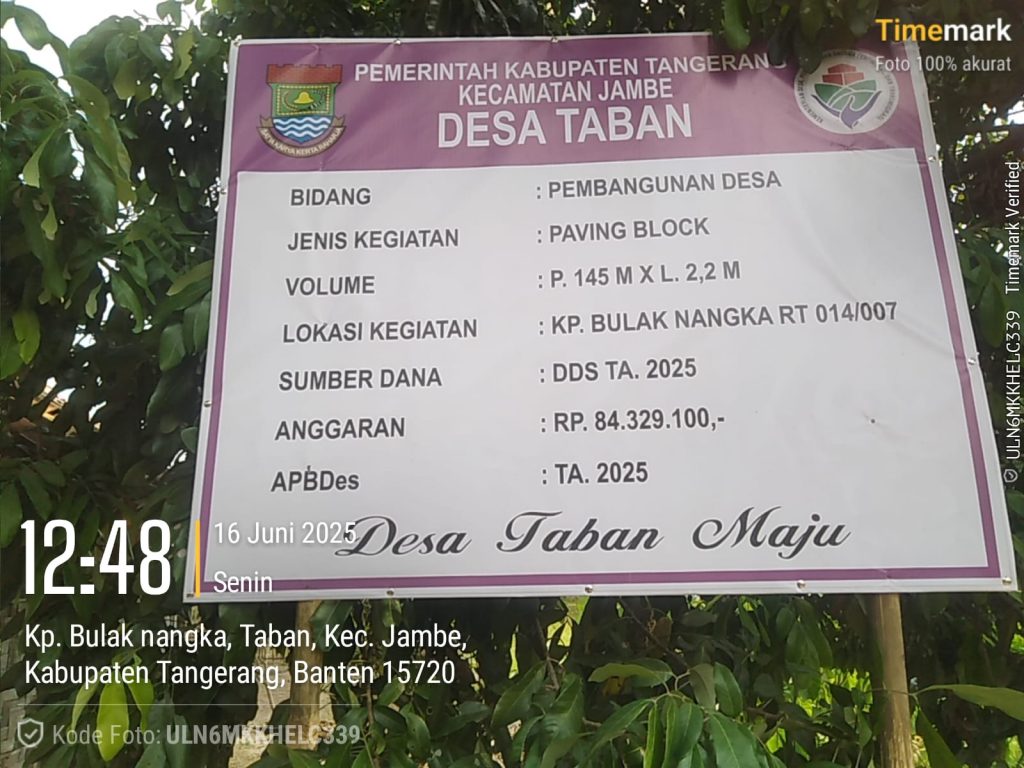 Timemark
Foto 100% akurat
PEMERINTAH KABUPATEN TANGERANG
KECAMATAN JAMBE
DESA TABAN
BIDANG : PEMBANGUNAN DESA
JENIS KEGIATAN : PAVING BLOCK
VOLUME : P. 145 M X L. 2,2 M
LOKASI KEGIATAN : KP. BULAK NANGKA RT 014/007
SUMBER DANA : DDS TA. 2025
ANGGARAN : RP. 84.329.100,-
APBDes : TA. 2025
Desa Taban Maju
12:48
16 Juni 2025
Senin
Kp. Bulak nangka, Taban, Kec. Jambe,
Kabupaten Tangerang, Banten 15720
Kode Foto: ULN6MKKHELC339
ULN6MKKHELC339 Timemark Verified